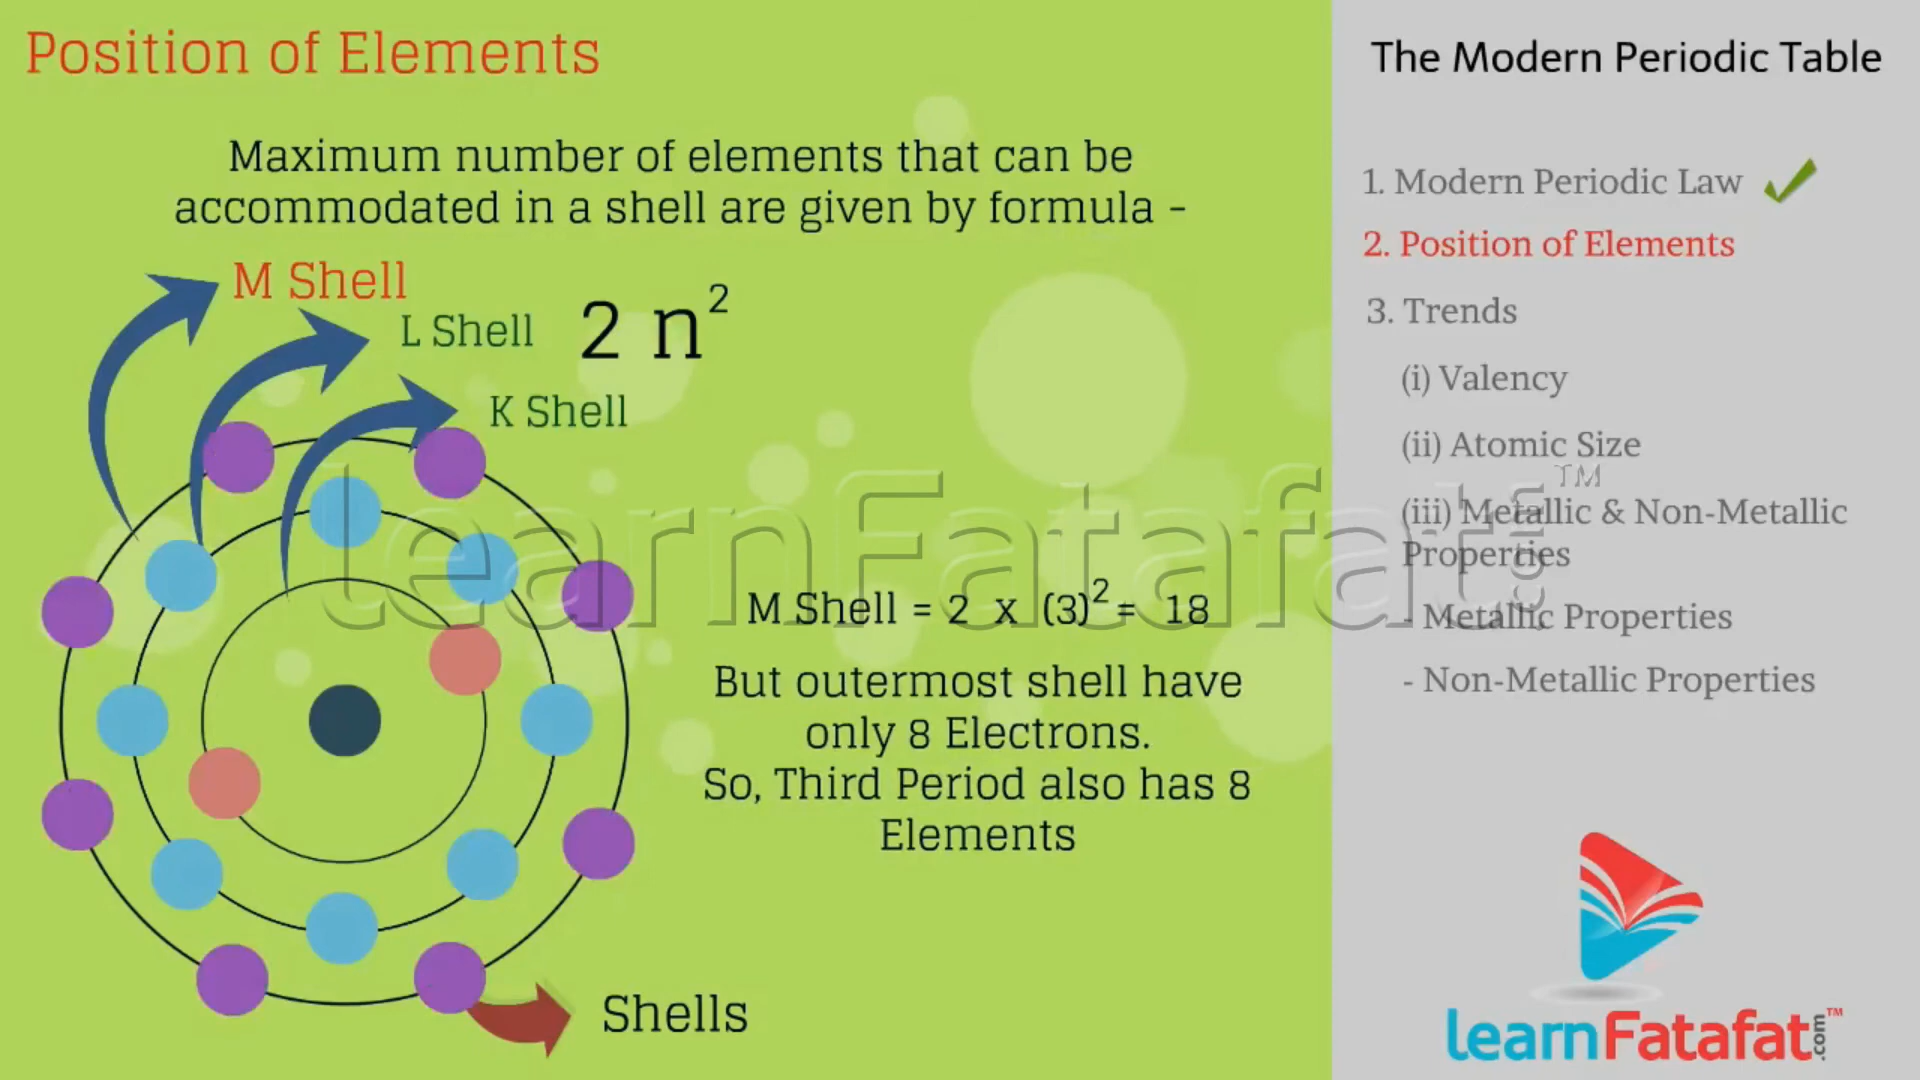 Position of Elements
Maximum number of elements that can be
accommodated in a shell are given by formula -
M Shell
L Shell
2 n²
K Shell
M Shell = 2 x (3)² = 18
But outermost shell have
only 8 Electrons.
So, Third Period also has 8
Elements
Shells
The Modern Periodic Table
1. Modern Periodic Law
2. Position of Elements
3. Trends
(i) Valency
(ii) Atomic Size
(iii) Metallic & Non-Metallic
Properties
- Metallic Properties
- Non-Metallic Properties
learnFatafat.com™
learnFatafat.com™